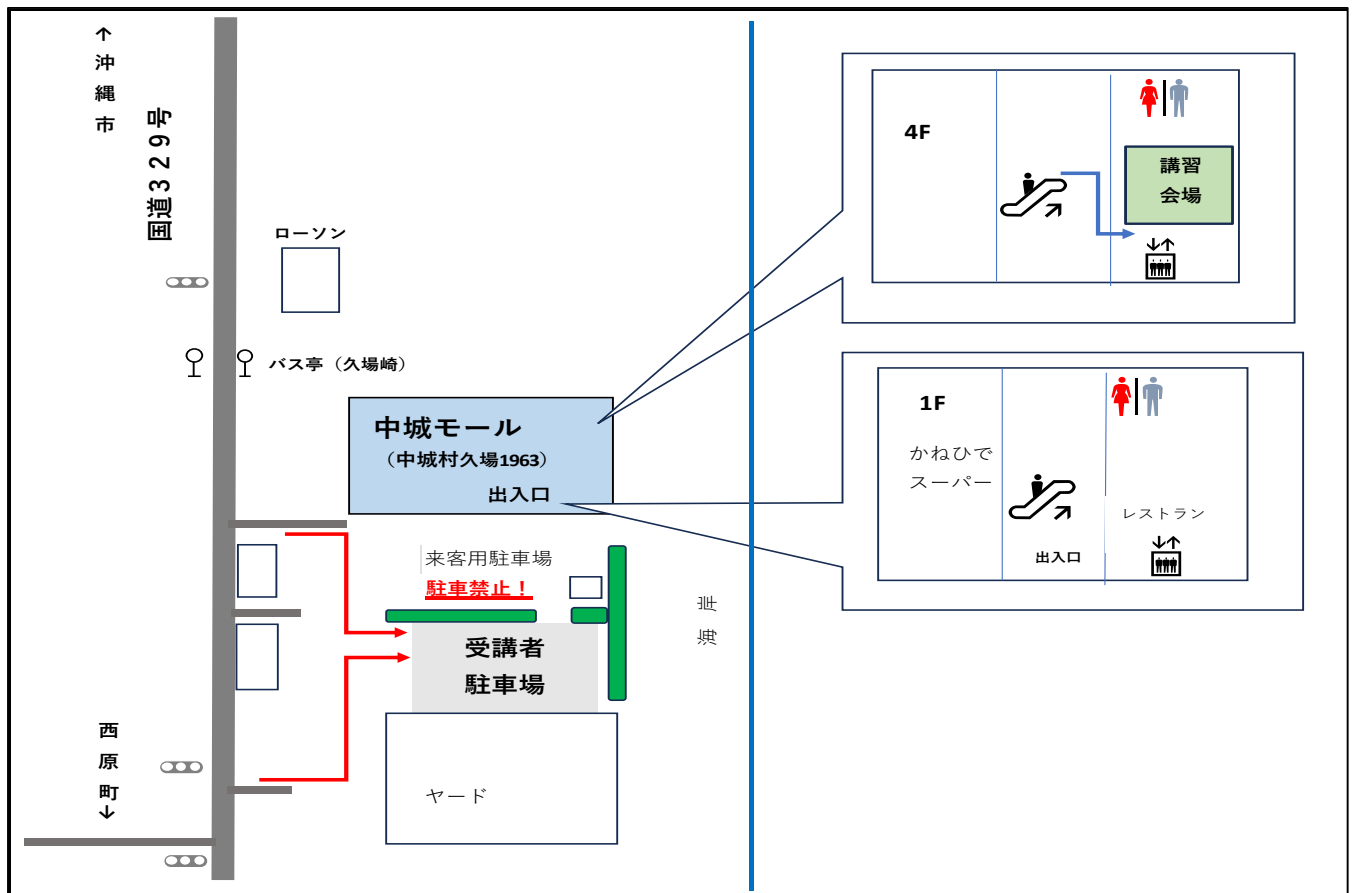 ↑沖縄市
国道329号
ローソン
バス亭（久場崎）
中城モール
（中城村久場1963）
出入口
来客用駐車場
駐車禁止！
受講者
駐車場
ヤード
西原町↓
海岸
4F
講習
会場
1F
かねひで
スーパー
レストラン
出入口